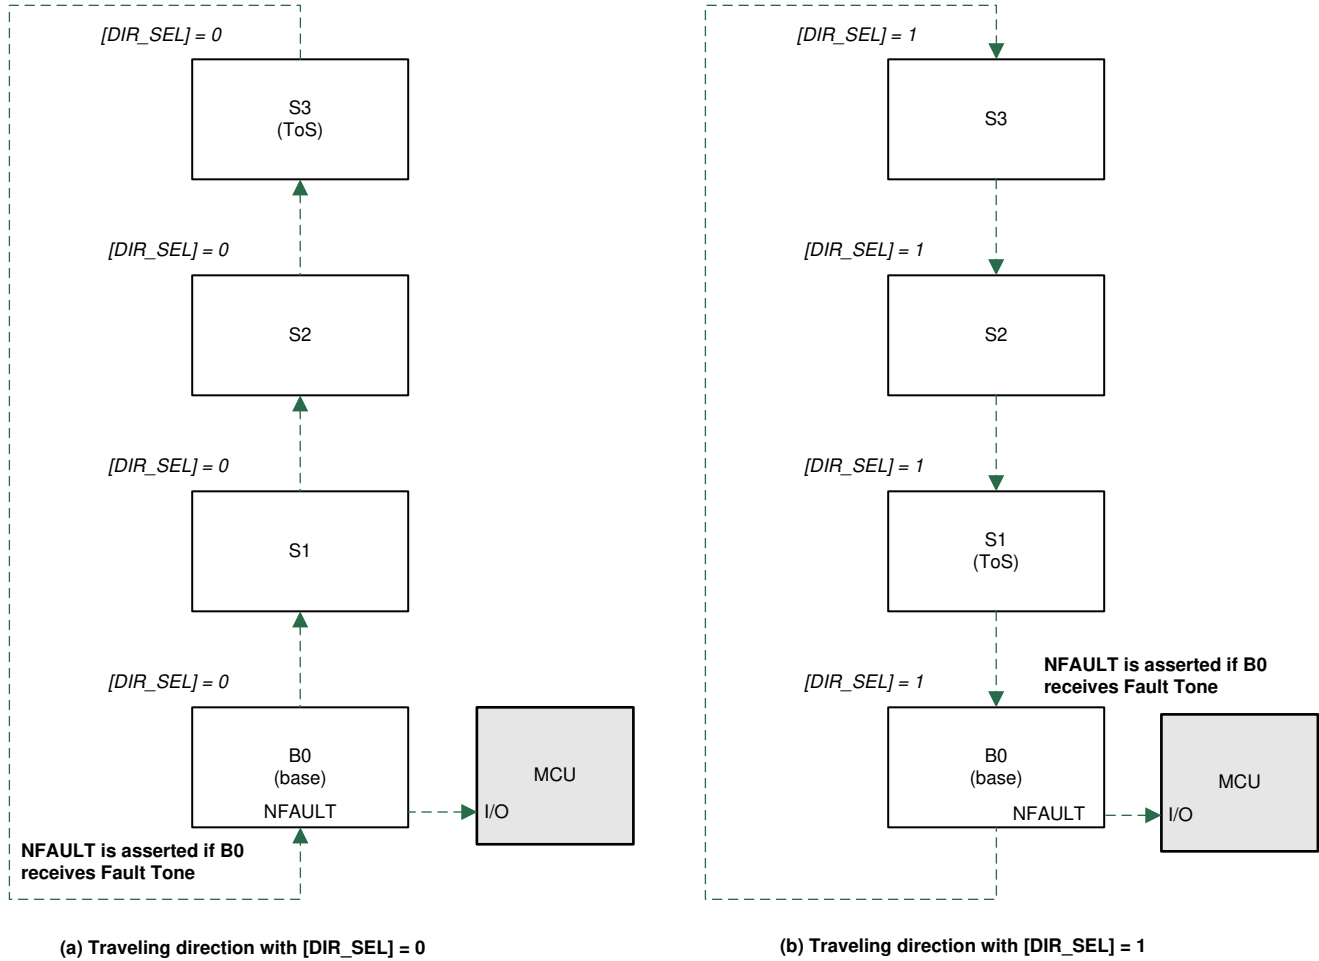 [DIR_SEL] = 0
S3
(ToS)
[DIR_SEL] = 0
S2
[DIR_SEL] = 0
S1
[DIR_SEL] = 0
B0
(base)
NFAULT
MCU
I/O
NFAULT is asserted if B0
receives Fault Tone
(a) Traveling direction with [DIR_SEL] = 0
[DIR_SEL] = 1
S3
[DIR_SEL] = 1
S2
[DIR_SEL] = 1
S1
(ToS)
NFAULT is asserted if B0
receives Fault Tone
[DIR_SEL] = 1
B0
(base)
NFAULT
MCU
I/O
(b) Traveling direction with [DIR_SEL] = 1